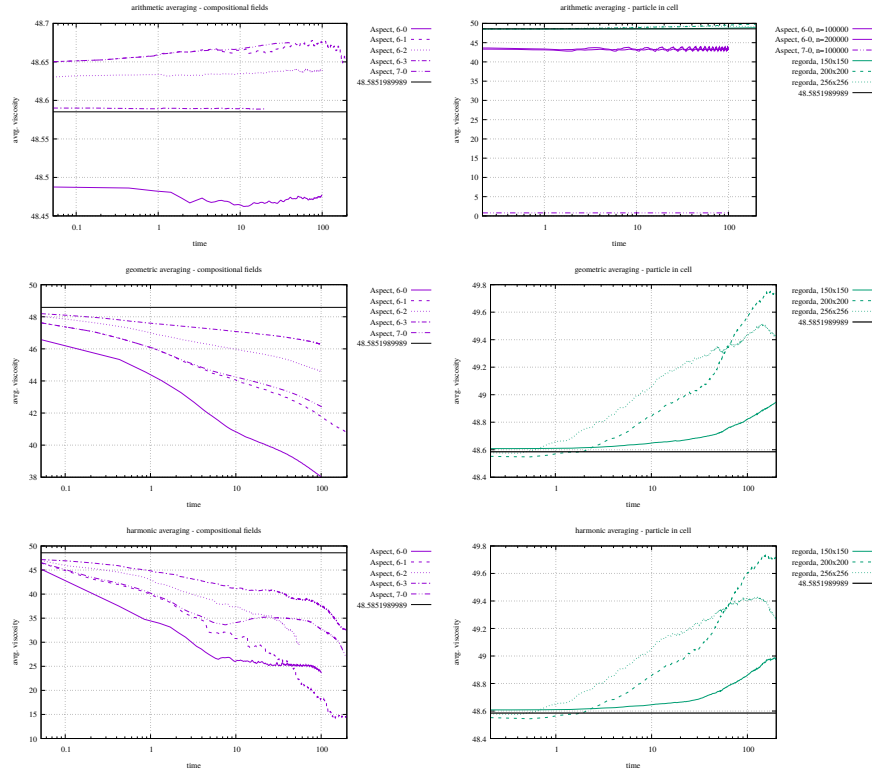 arithmetic averaging - compositional fields
48.7
48.65
48.6
48.55
48.5
48.45
0.1
1
10
100
avrg. viscosity
time
Aspect, 6-0
Aspect, 6-1
Aspect, 6-2
Aspect, 6-3
Aspect, 7-0
48.5851989989
arithmetic averaging - particle in cell
50
45
40
35
30
25
20
15
10
5
0
1
10
100
avrg. viscosity
time
Aspect, 6-0, n=100000
Aspect, 6-0, n=200000
Aspect, 7-0, n=100000
regorda, 150x150
regorda, 200x200
regorda, 256x256
48.5851989989
geometric averaging - compositional fields
50
48
46
44
42
40
38
0.1
1
10
100
avrg. viscosity
time
Aspect, 6-0
Aspect, 6-1
Aspect, 6-2
Aspect, 6-3
Aspect, 7-0
48.5851989989
geometric averaging - particle in cell
49.8
49.6
49.4
49.2
49
48.8
48.6
48.4
1
10
100
avrg. viscosity
time
regorda, 150x150
regorda, 200x200
regorda, 256x256
48.5851989989
harmonic averaging - compositional fields
50
45
40
35
30
25
20
15
10
0.1
1
10
100
avrg. viscosity
time
Aspect, 6-0
Aspect, 6-1
Aspect, 6-2
Aspect, 6-3
Aspect, 7-0
48.5851989989
harmonic averaging - particle in cell
49.8
49.6
49.4
49.2
49
48.8
48.6
48.4
1
10
100
avrg. viscosity
time
regorda, 150x150
regorda, 200x200
regorda, 256x256
48.5851989989